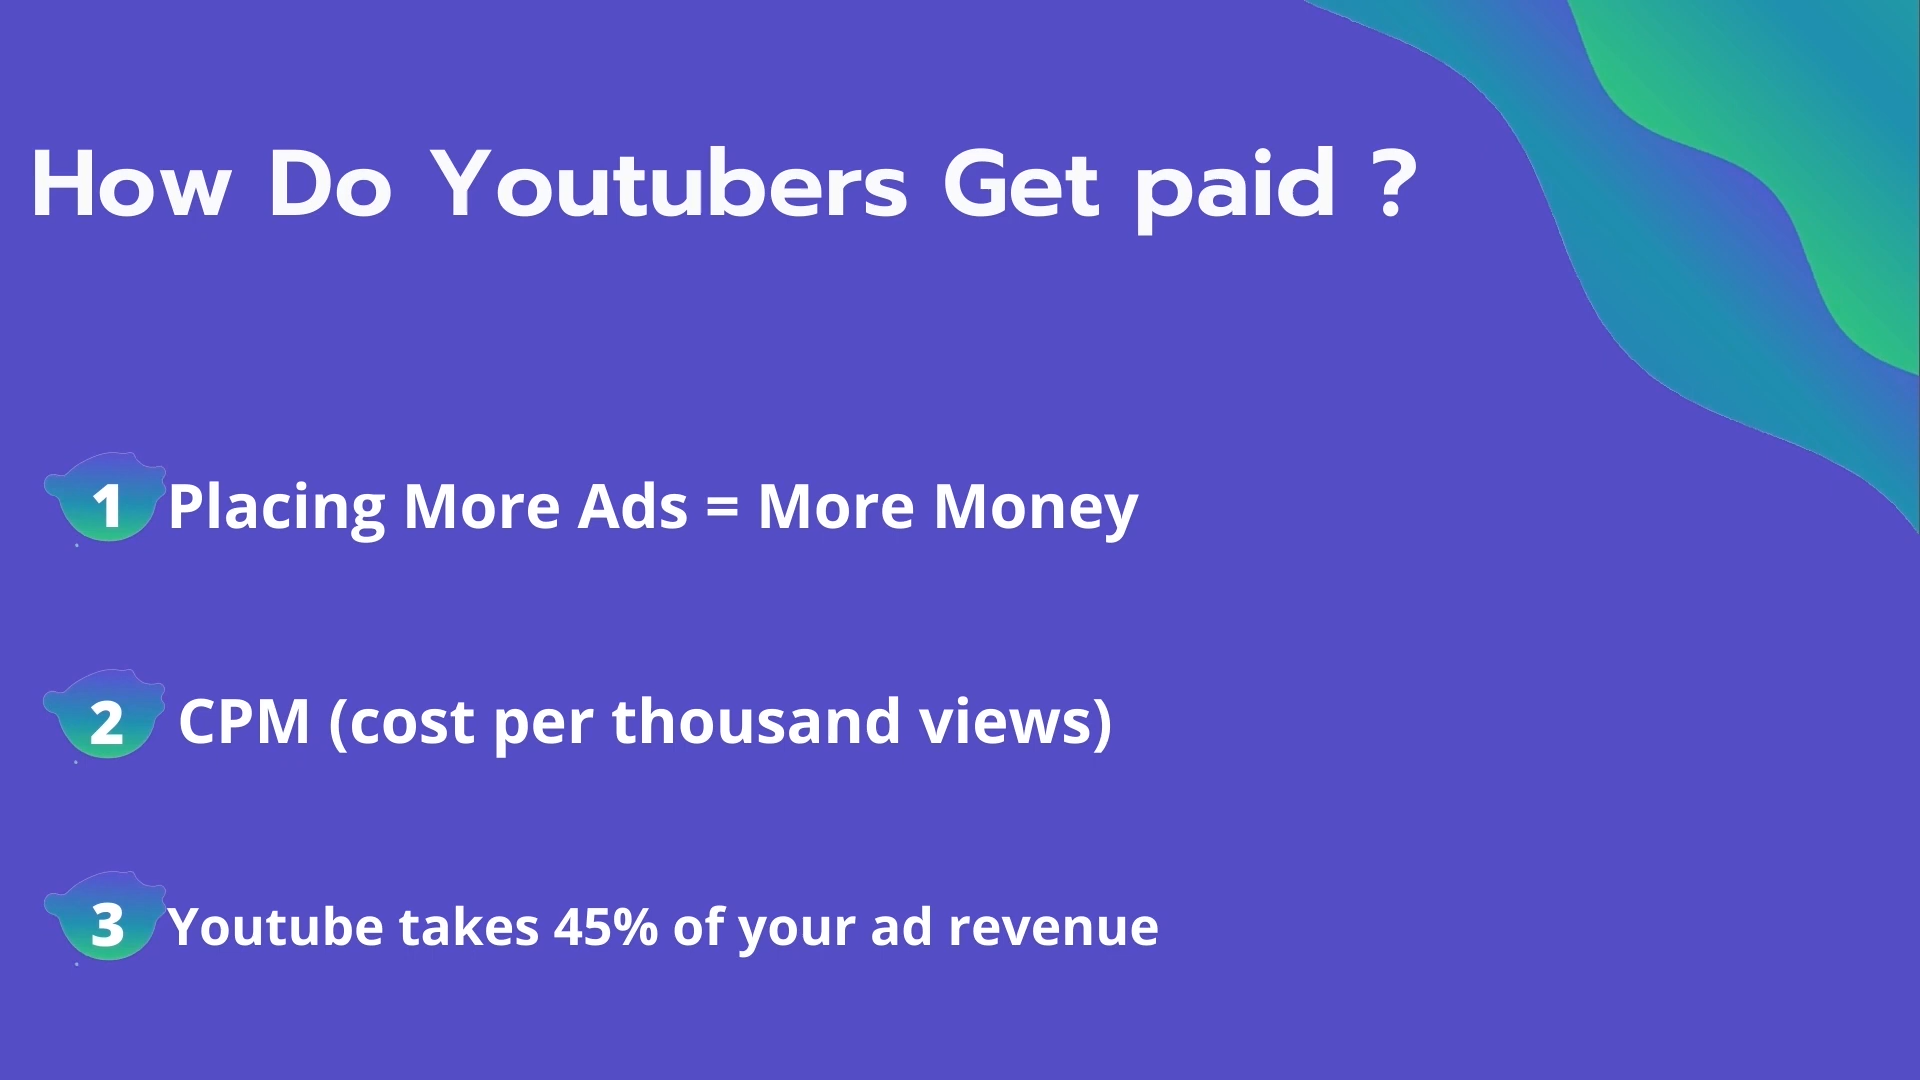 How Do Youtubers Get paid ?
1 Placing More Ads = More Money
2 CPM (cost per thousand views)
3 Youtube takes 45% of your ad revenue